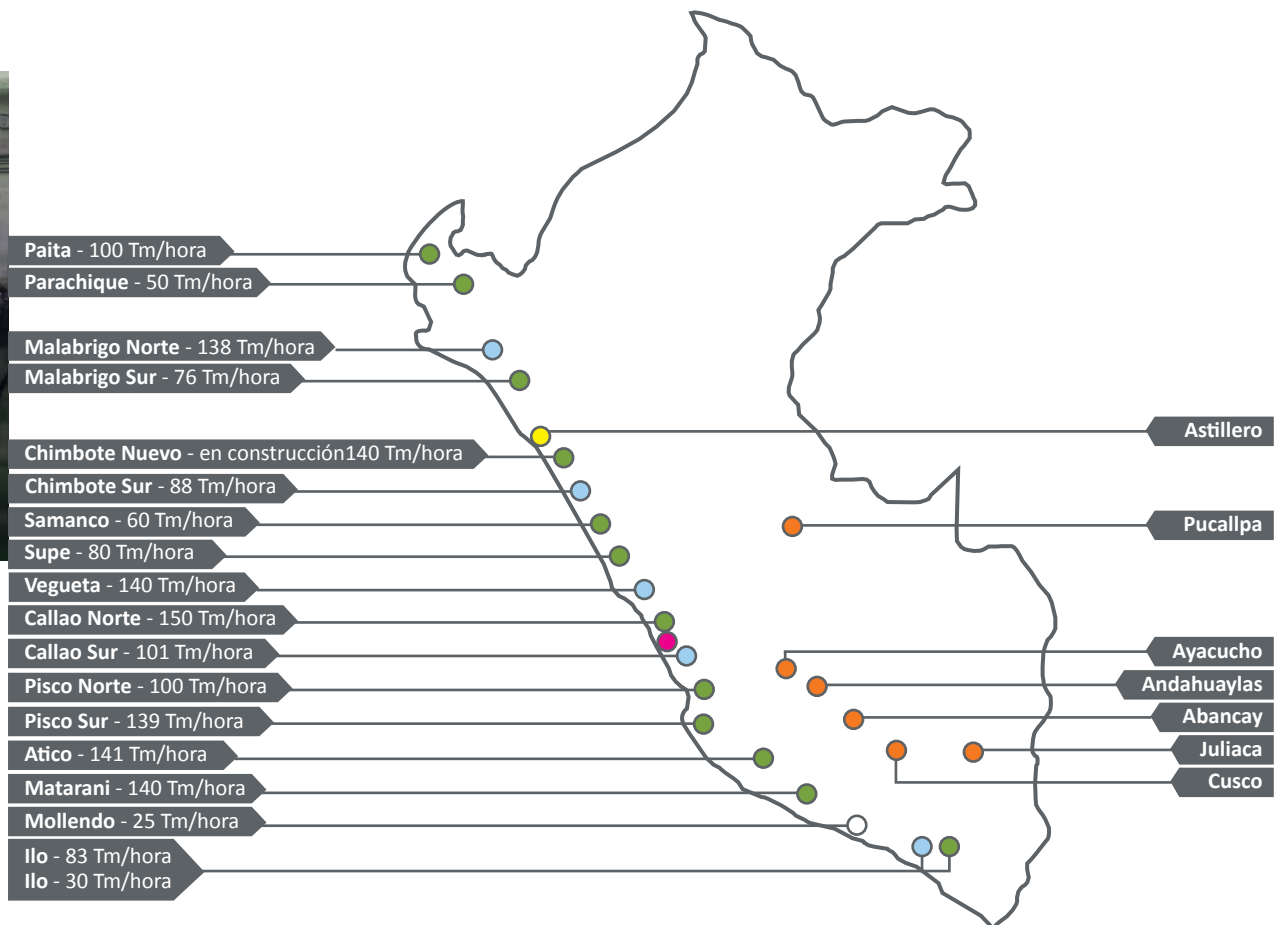 Paita - 100 Tm/hora
Parachique - 50 Tm/hora
Malabrigo Norte - 138 Tm/hora
Malabrigo Sur - 76 Tm/hora
Chimbote Nuevo - en construcción140 Tm/hora
Chimbote Sur - 88 Tm/hora
Samanco - 60 Tm/hora
Supe - 80 Tm/hora
Vegueta - 140 Tm/hora
Callao Norte - 150 Tm/hora
Callao Sur - 101 Tm/hora
Pisco Norte - 100 Tm/hora
Pisco Sur - 139 Tm/hora
Atico - 141 Tm/hora
Matarani - 140 Tm/hora
Mollendo - 25 Tm/hora
Ilo - 83 Tm/hora
Ilo - 30 Tm/hora
Astillero
Pucallpa
Ayacucho
Andahuaylas
Abancay
Juliaca
Cusco